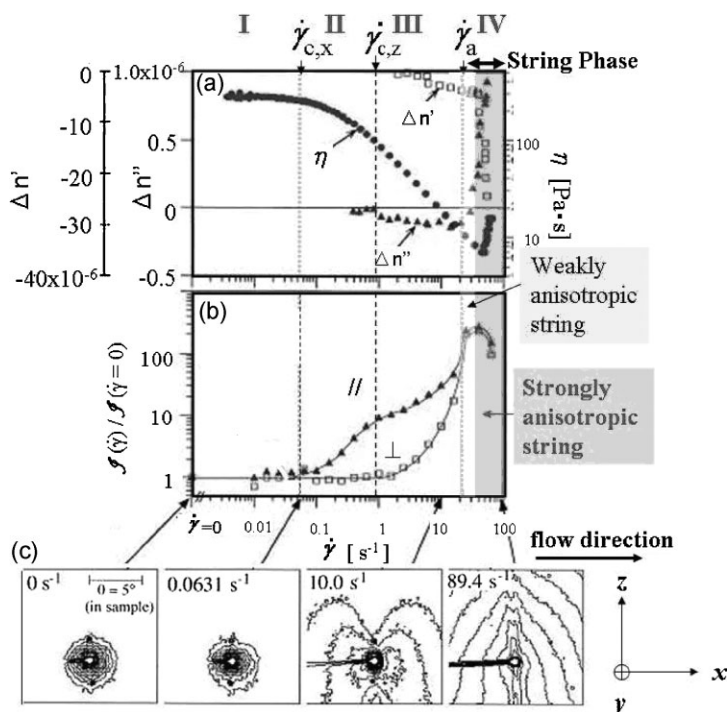 I II III IV
γ̇c,x γ̇c,z γ̇a
String Phase
0 1.0x10⁻⁶
(a)
Δn'
-10 0.5
100
η
Δn' -20 Δn'' 0 η [Pa•s]
-30
Δn''
10
-40x10⁻⁶ -0.5
Weakly
anisotropic
string
(b)
100
𝓘(γ̇)/𝓘(γ̇=0)
//
10
Strongly
anisotropic
string
⊥
1
γ̇=0 0.01 0.1 1 10 100
γ̇ [s⁻¹]
flow direction
(c)
0 s⁻¹ 0.0631 s⁻¹ 10.0 s⁻¹ 89.4 s⁻¹
θ = 5°
(in sample)
z
x
y